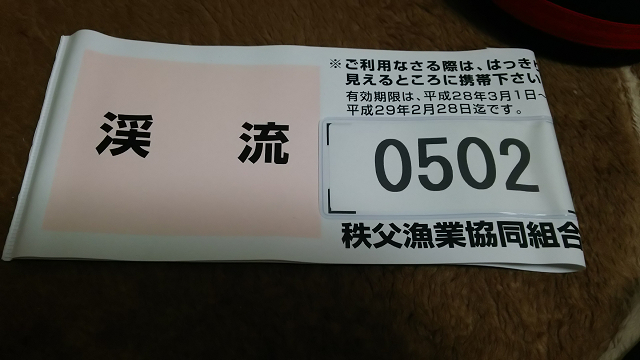 渓 流
※ご利用なさる際は、はっきり
見えるところに携帯下さい
有効期限は、平成28年3月1日~
平成29年2月28日迄です。
0502
秩父漁業協同組合